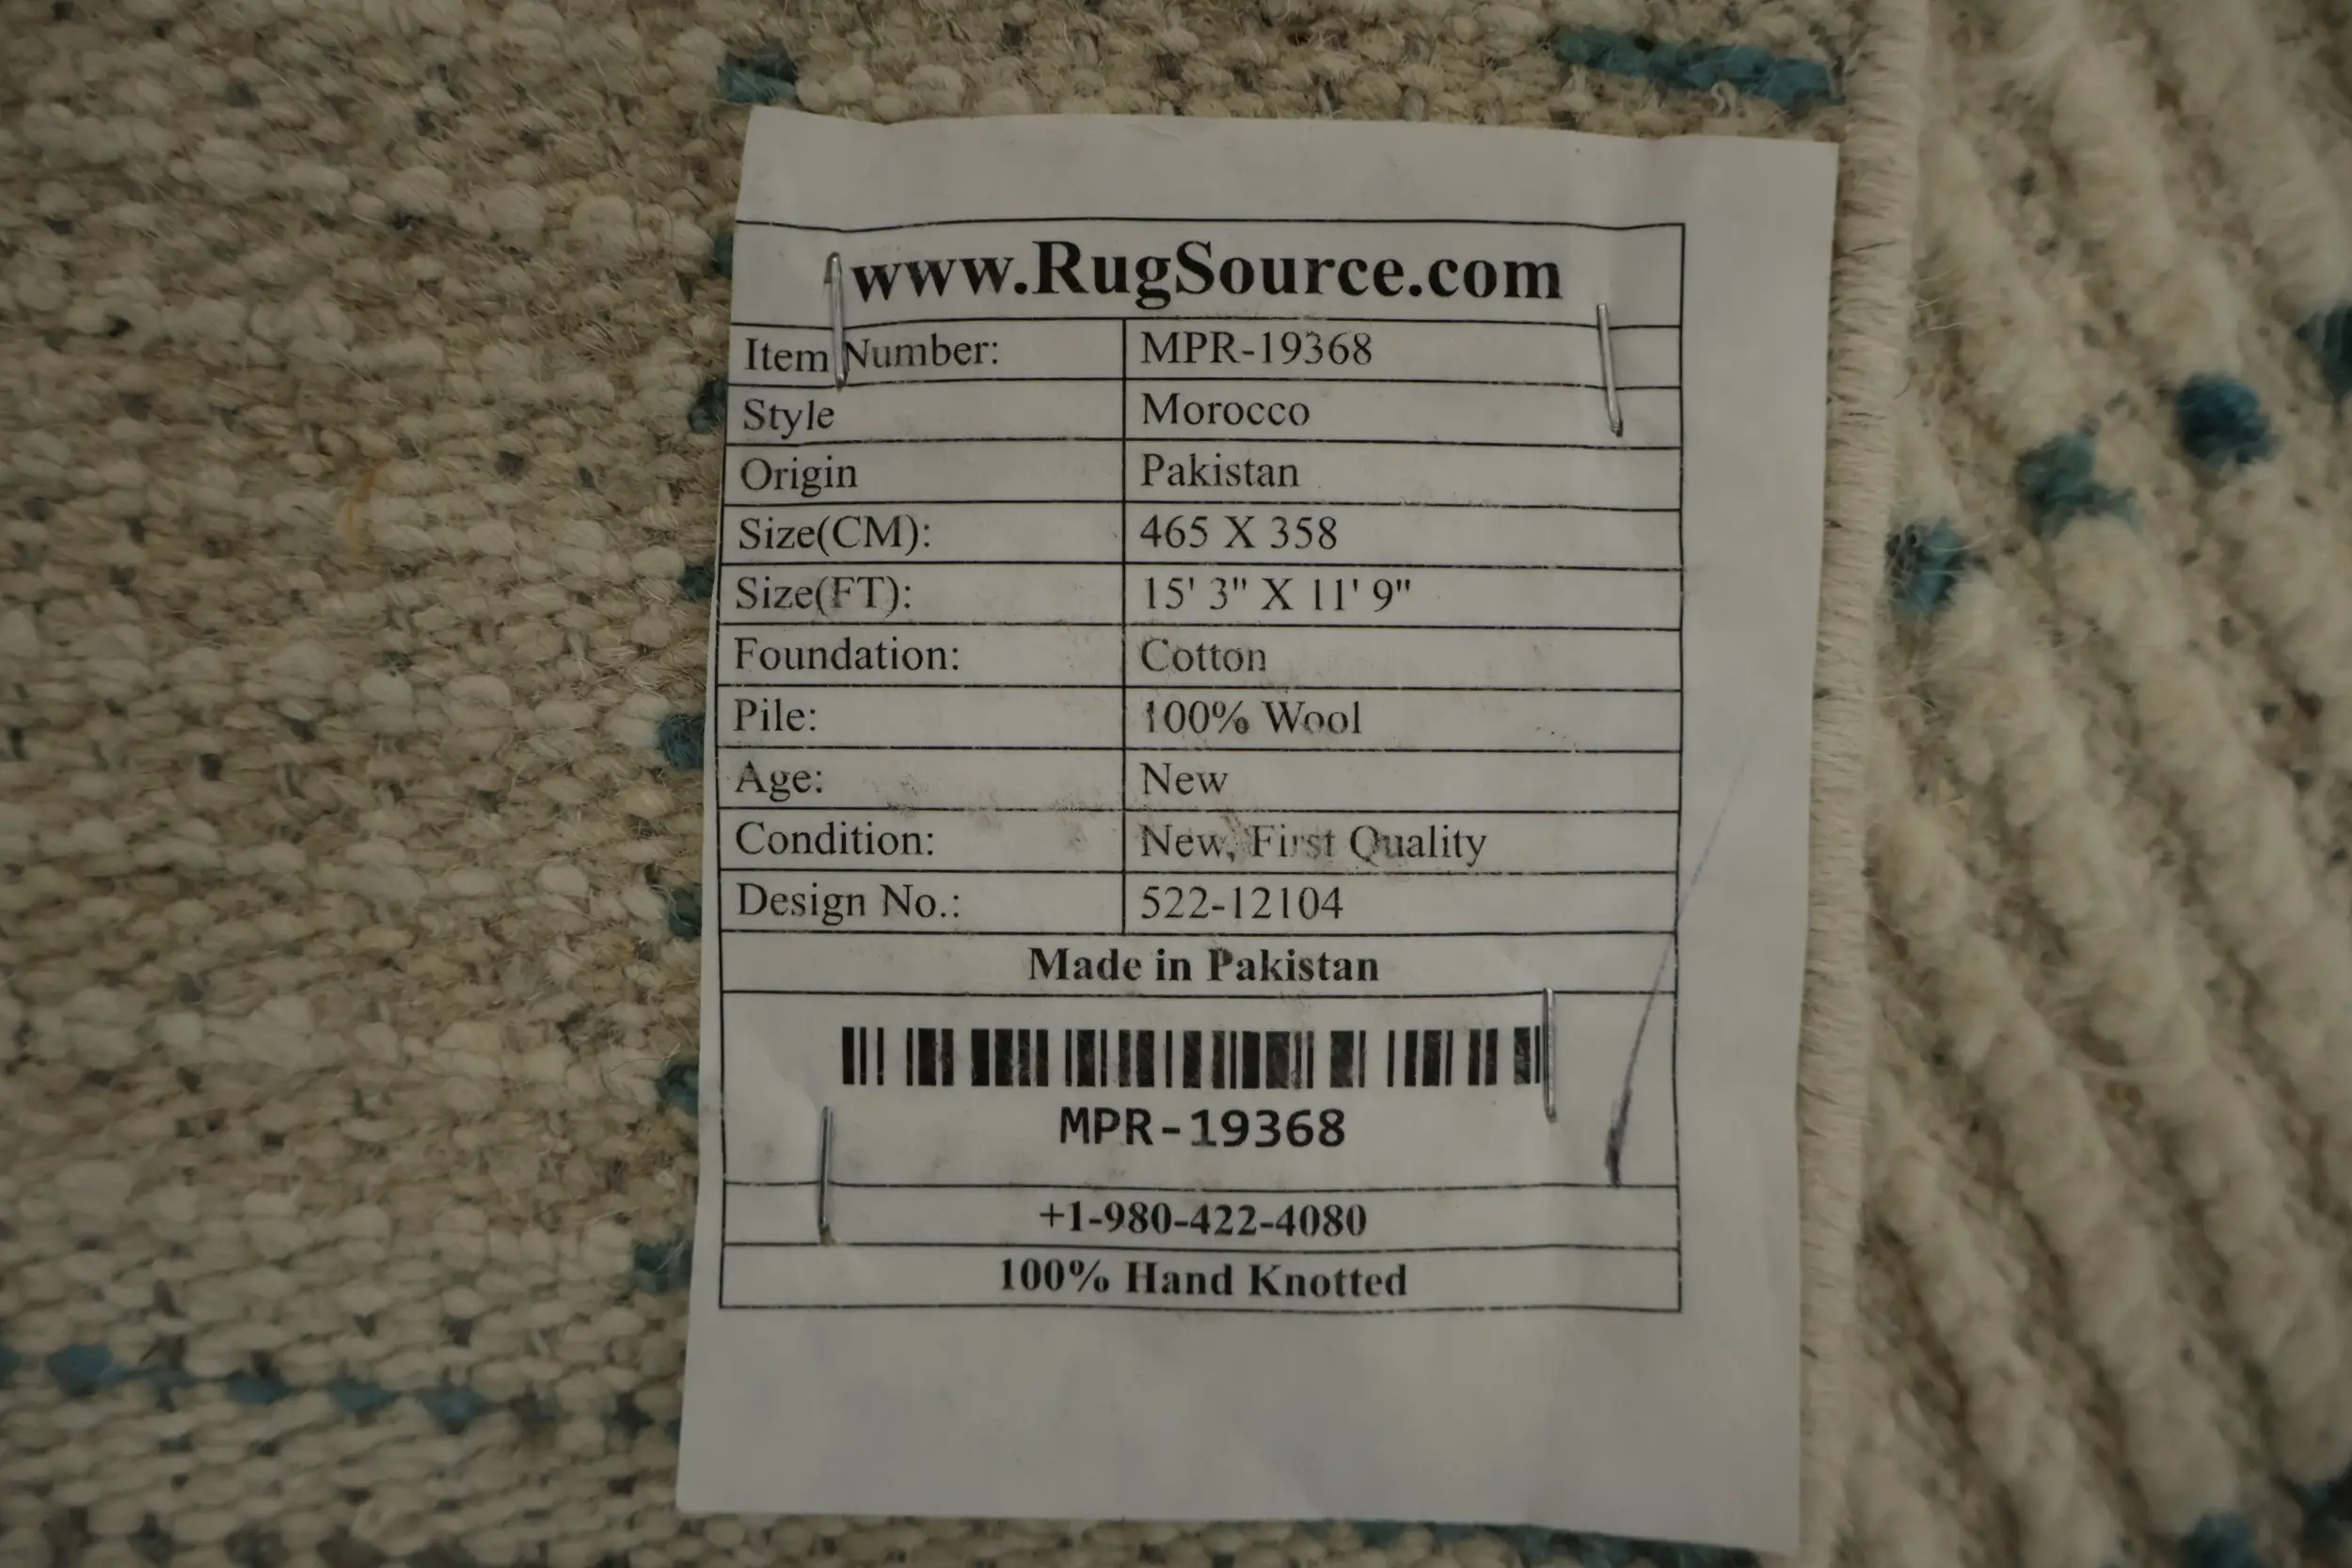 www.RugSource.com
Item Number: MPR-19368
Style Morocco
Origin Pakistan
Size(CM): 465 X 358
Size(FT): 15' 3" X 11' 9"
Foundation: Cotton
Pile: 100% Wool
Age: New
Condition: New, First Quality
Design No.: 522-12104
Made in Pakistan
MPR-19368
+1-980-422-4080
100% Hand Knotted